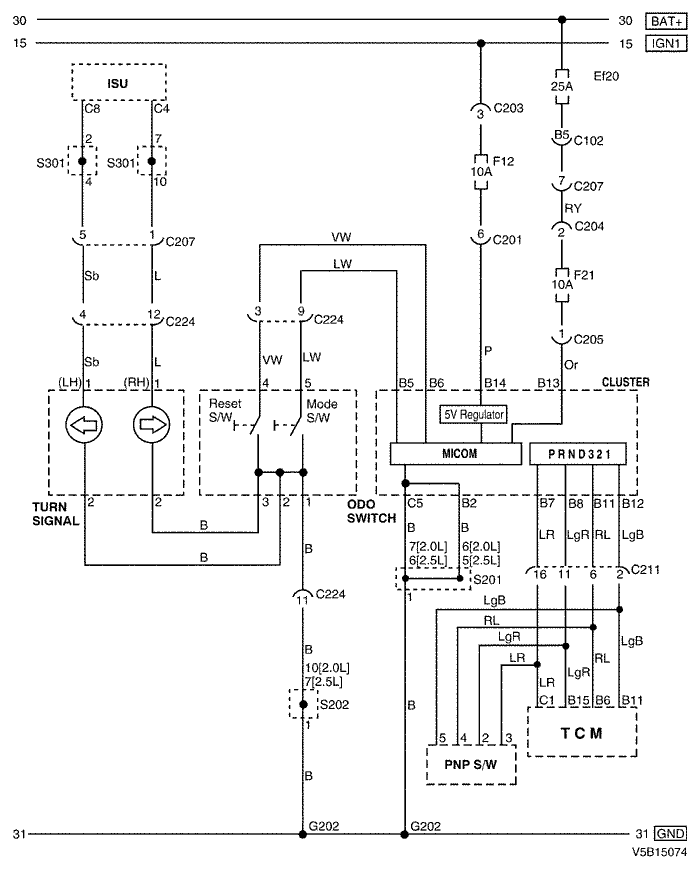 30 30 BAT+
15 15 IGN1
ISU
Ef20
25A
C8 C4
C203
3
2 7
B5 C102
S301 S301
F12
10A
4 10
7 C207
RY
C204
2
5 1 C207
6 C201
VW
LW
Sb L
F21
10A
3 9 C224
4 12 C224
1 C205
P
Sb L
VW LW
Or
(LH) 1 (RH) 1
4 5
B5 B6 B14 B13 CLUSTER
Reset S/W
Mode S/W
5V Regulator
MICOM
PRND321
2 2
3 2 1
TURN SIGNAL
ODO SWITCH
C5 B2
B7 B8 B11 B12
B
B
B
B B
LR LgR RL LgB
7[2.0L] 6[2.0L]
6[2.5L] 5[2.5L]
S201
1
16 11 6 2 C211
C224
11
LgB
RL
LgR
LR
LgB
RL
LgR
LR
B
10[2.0L]
7[2.5L]
S202
1
B
C1 B15 B6 B11
TCM
5 4 2 3
PNP S/W
B
G202 G202
31 31 GND
V5B15074